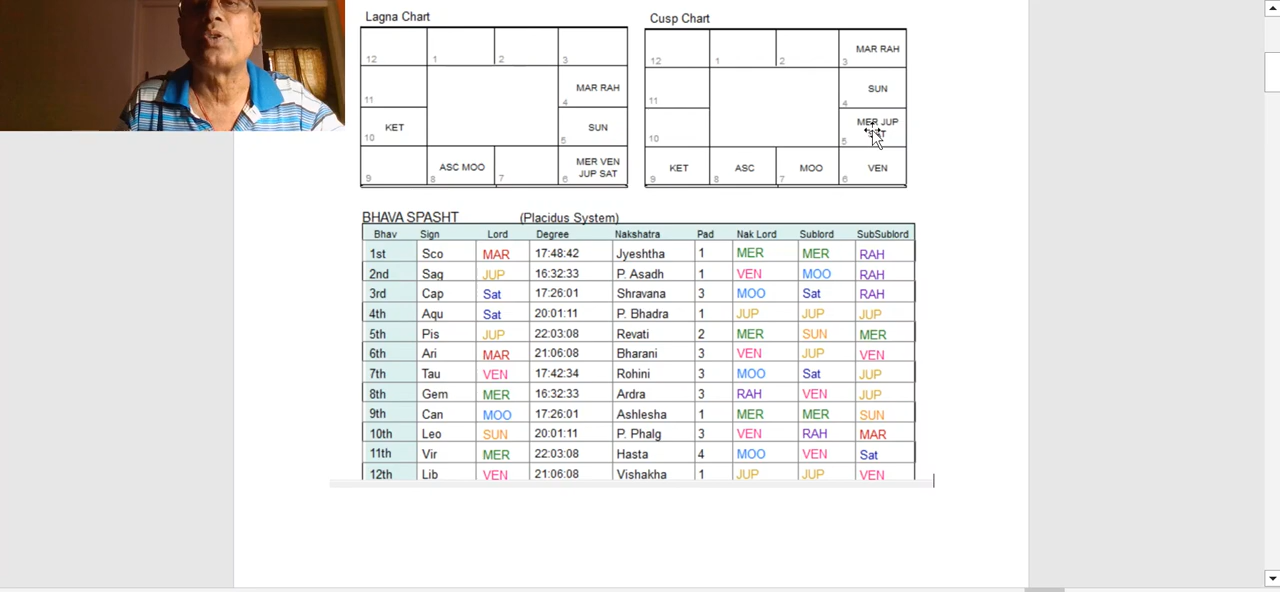 Lagna Chart
12 1 2 3
11
MAR RAH
4
KET
10
SUN
5
9
ASC MOO
8
7
MER VEN
JUP SAT
6
Cusp Chart
12 1 2
MAR RAH
3
11
SUN
4
10
MER JUP
5
KET
9
ASC
8
MOO
7
VEN
6
BHAVA SPASHT (Placidus System)
Bhav Sign Lord Degree Nakshatra Pad Nak Lord Sublord SubSublord
1st Sco MAR 17:48:42 Jyeshtha 1 MER MER RAH
2nd Sag JUP 16:32:33 P. Asadh 1 VEN MOO RAH
3rd Cap Sat 17:26:01 Shravana 3 MOO Sat RAH
4th Aqu Sat 20:01:11 P. Bhadra 1 JUP JUP JUP
5th Pis JUP 22:03:08 Revati 2 MER SUN MER
6th Ari MAR 21:06:08 Bharani 3 VEN JUP VEN
7th Tau VEN 17:42:34 Rohini 3 MOO Sat JUP
8th Gem MER 16:32:33 Ardra 3 RAH VEN JUP
9th Can MOO 17:26:01 Ashlesha 1 MER MER SUN
10th Leo SUN 20:01:11 P. Phalg 3 VEN RAH MAR
11th Vir MER 22:03:08 Hasta 4 MOO VEN Sat
12th Lib VEN 21:06:08 Vishakha 1 JUP JUP VEN